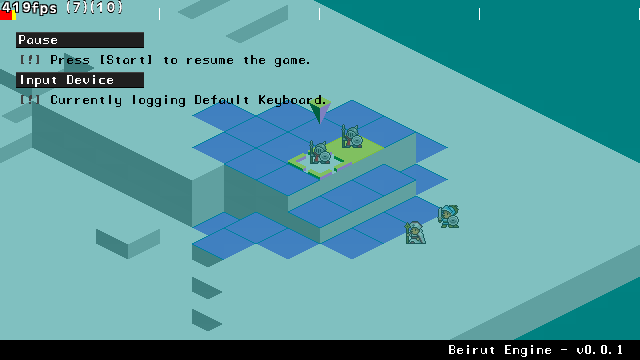 419fps (7)(10)
Pause
[!] Press [Start] to resume the game.
Input Device
[!] Currently logging Default Keyboard.
Beirut Engine - v0.0.1